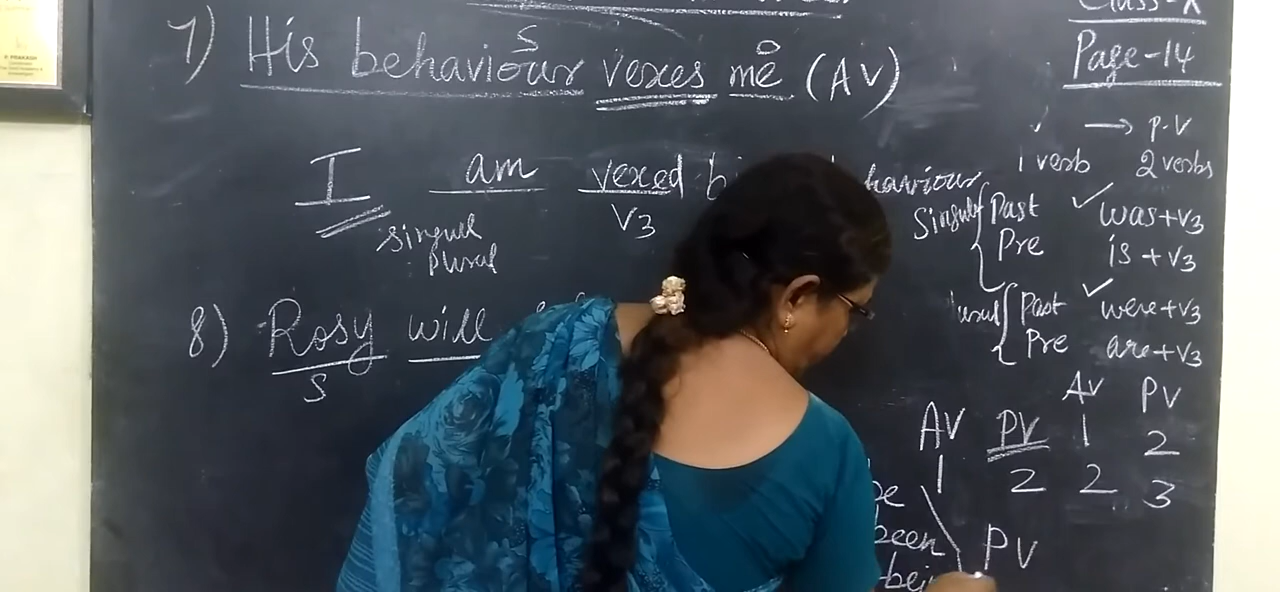 Class-X
Page-14
7) His behaviour vexes me (AV)
S
O
I am vexed
V3
singul
plural
8) Rosy will
S
→ P.V
1 verb 2 verbs
Past ✓ was+v3
Pre is +v3
Past ✓ were+v3
Pre are+v3
AV PV
1 2
2 3
AV PV
1 2
been
PV